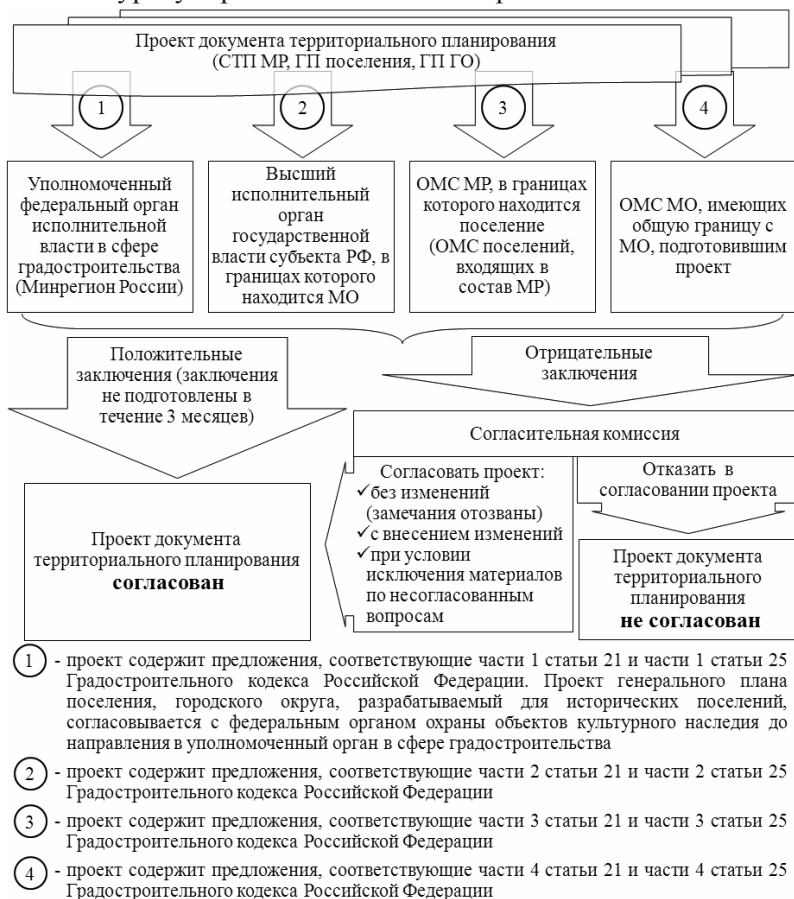 Проект документа территориального планирования
(СТП МР, ГП поселения, ГП ГО)
1
2
3
4
Уполномоченный
федеральный орган
исполнительной
власти в сфере
градостроительства
(Минрегион России)
Высший
исполнительный
орган
государственной
власти субъекта РФ, в
границах которого
находится МО
ОМС МР, в границах
которого находится
поселение
(ОМС поселений,
входящих в
состав МР)
ОМС МО, имеющих
общую границу с
МО, подготовившим
проект
Положительные
заключения (заключения
не подготовлены в
течение 3 месяцев)
Отрицательные
заключения
Согласительная комиссия
Согласовать проект:
✓без изменений
(замечания отозваны)
✓с внесением изменений
✓при условии
исключения материалов
по несогласованным
вопросам
Отказать в
согласовании проекта
Проект документа
территориального планирования
согласован
Проект документа
территориального
планирования
не согласован
1 - проект содержит предложения, соответствующие части 1 статьи 21 и части 1 статьи 25
Градостроительного кодекса Российской Федерации. Проект генерального плана
поселения, городского округа, разрабатываемый для исторических поселений,
согласовывается с федеральным органом охраны объектов культурного наследия до
направления в уполномоченный орган в сфере градостроительства
2 - проект содержит предложения, соответствующие части 2 статьи 21 и части 2 статьи 25
Градостроительного кодекса Российской Федерации
3 - проект содержит предложения, соответствующие части 3 статьи 21 и части 3 статьи 25
Градостроительного кодекса Российской Федерации
4 - проект содержит предложения, соответствующие части 4 статьи 21 и части 4 статьи 25
Градостроительного кодекса Российской Федерации